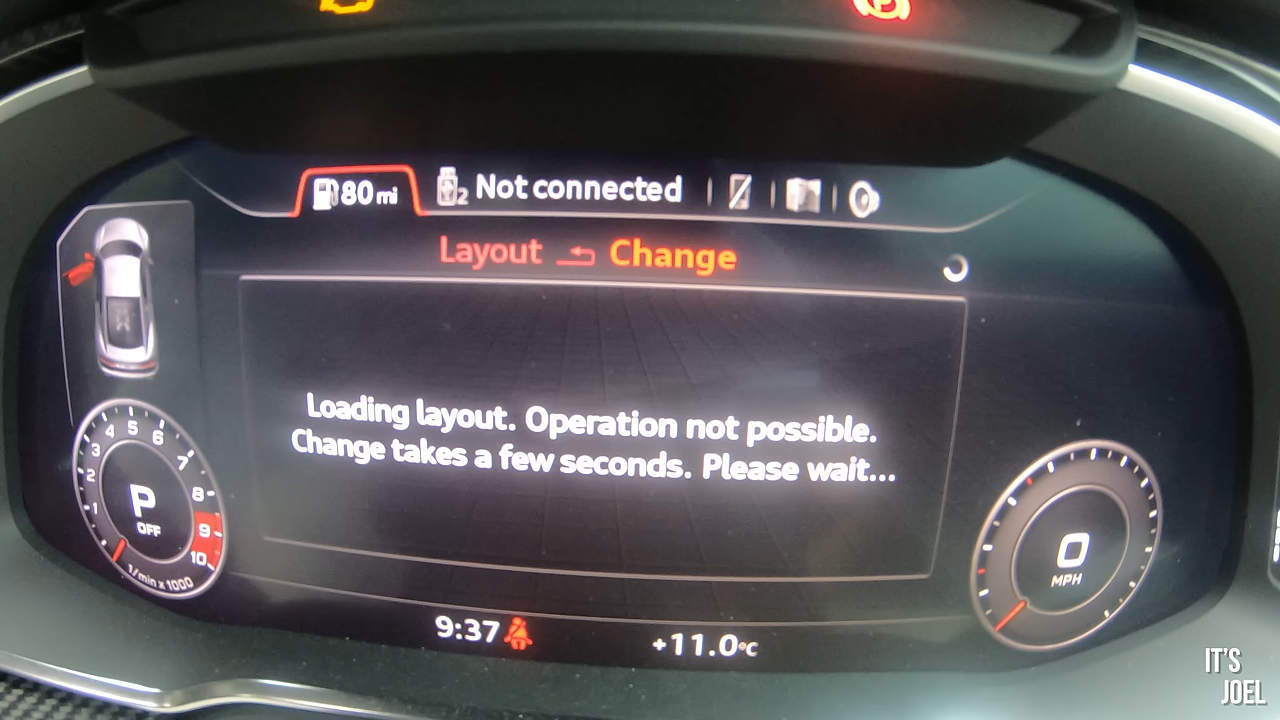 80 mi
2 Not connected
Layout Change
Loading layout. Operation not possible.
Change takes a few seconds. Please wait...
1 2 3 4 5 6 7 8 9 10
P
OFF
1/min x 1000
0
MPH
9:37
+11.0°C
IT'S
JOEL